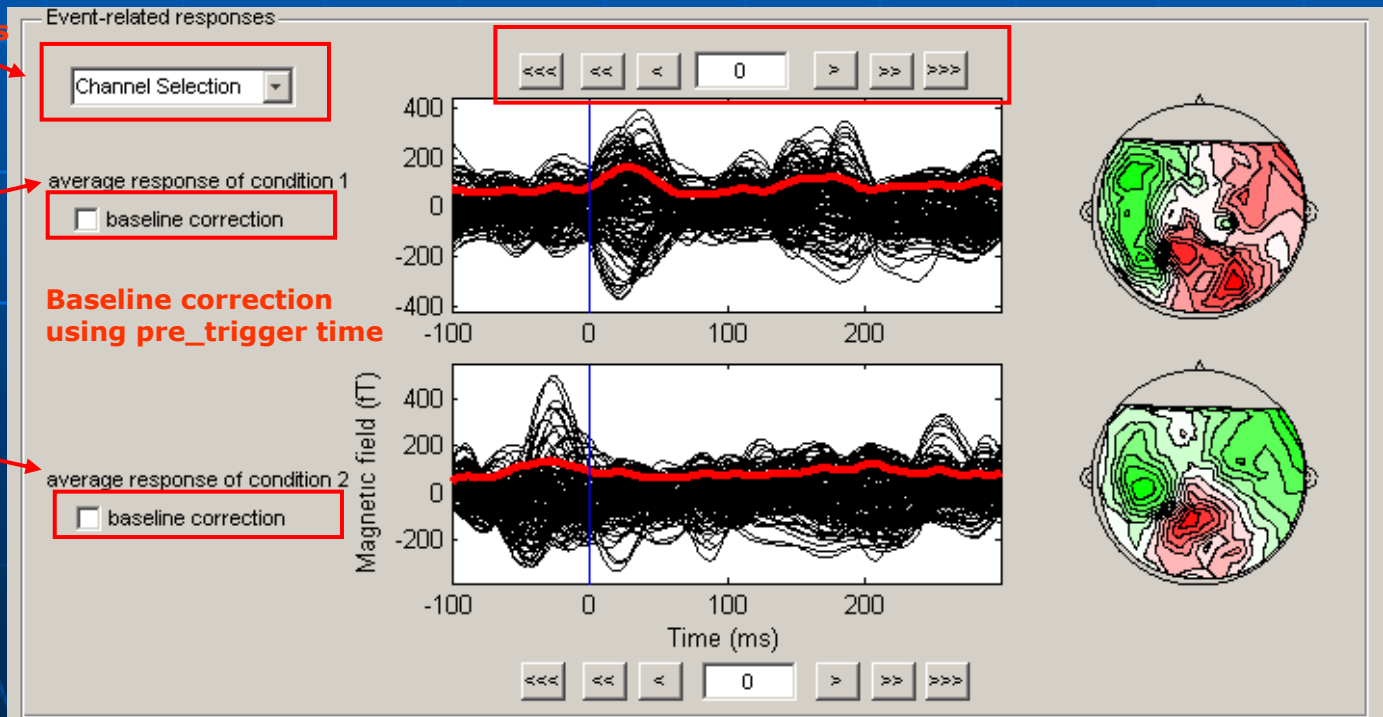 Event-related responses
s
Channel Selection
<<< << < 0 > >> >>>
average response of condition 1
baseline correction
Baseline correction
using pre_trigger time
400
200
0
-200
-400
-100 0 100 200
average response of condition 2
baseline correction
Magnetic field (fT)
400
200
0
-200
-100 0 100 200
Time (ms)
<<< << < 0 > >> >>>